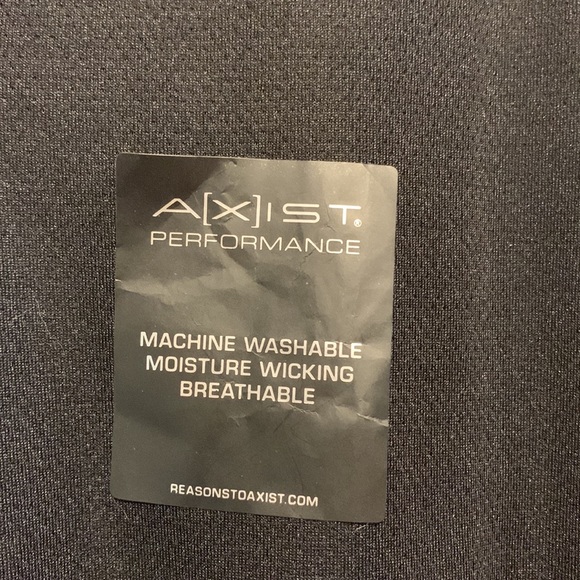 A[X]IST®
PERFORMANCE
MACHINE WASHABLE
MOISTURE WICKING
BREATHABLE
REASONSTOAXIST.COM